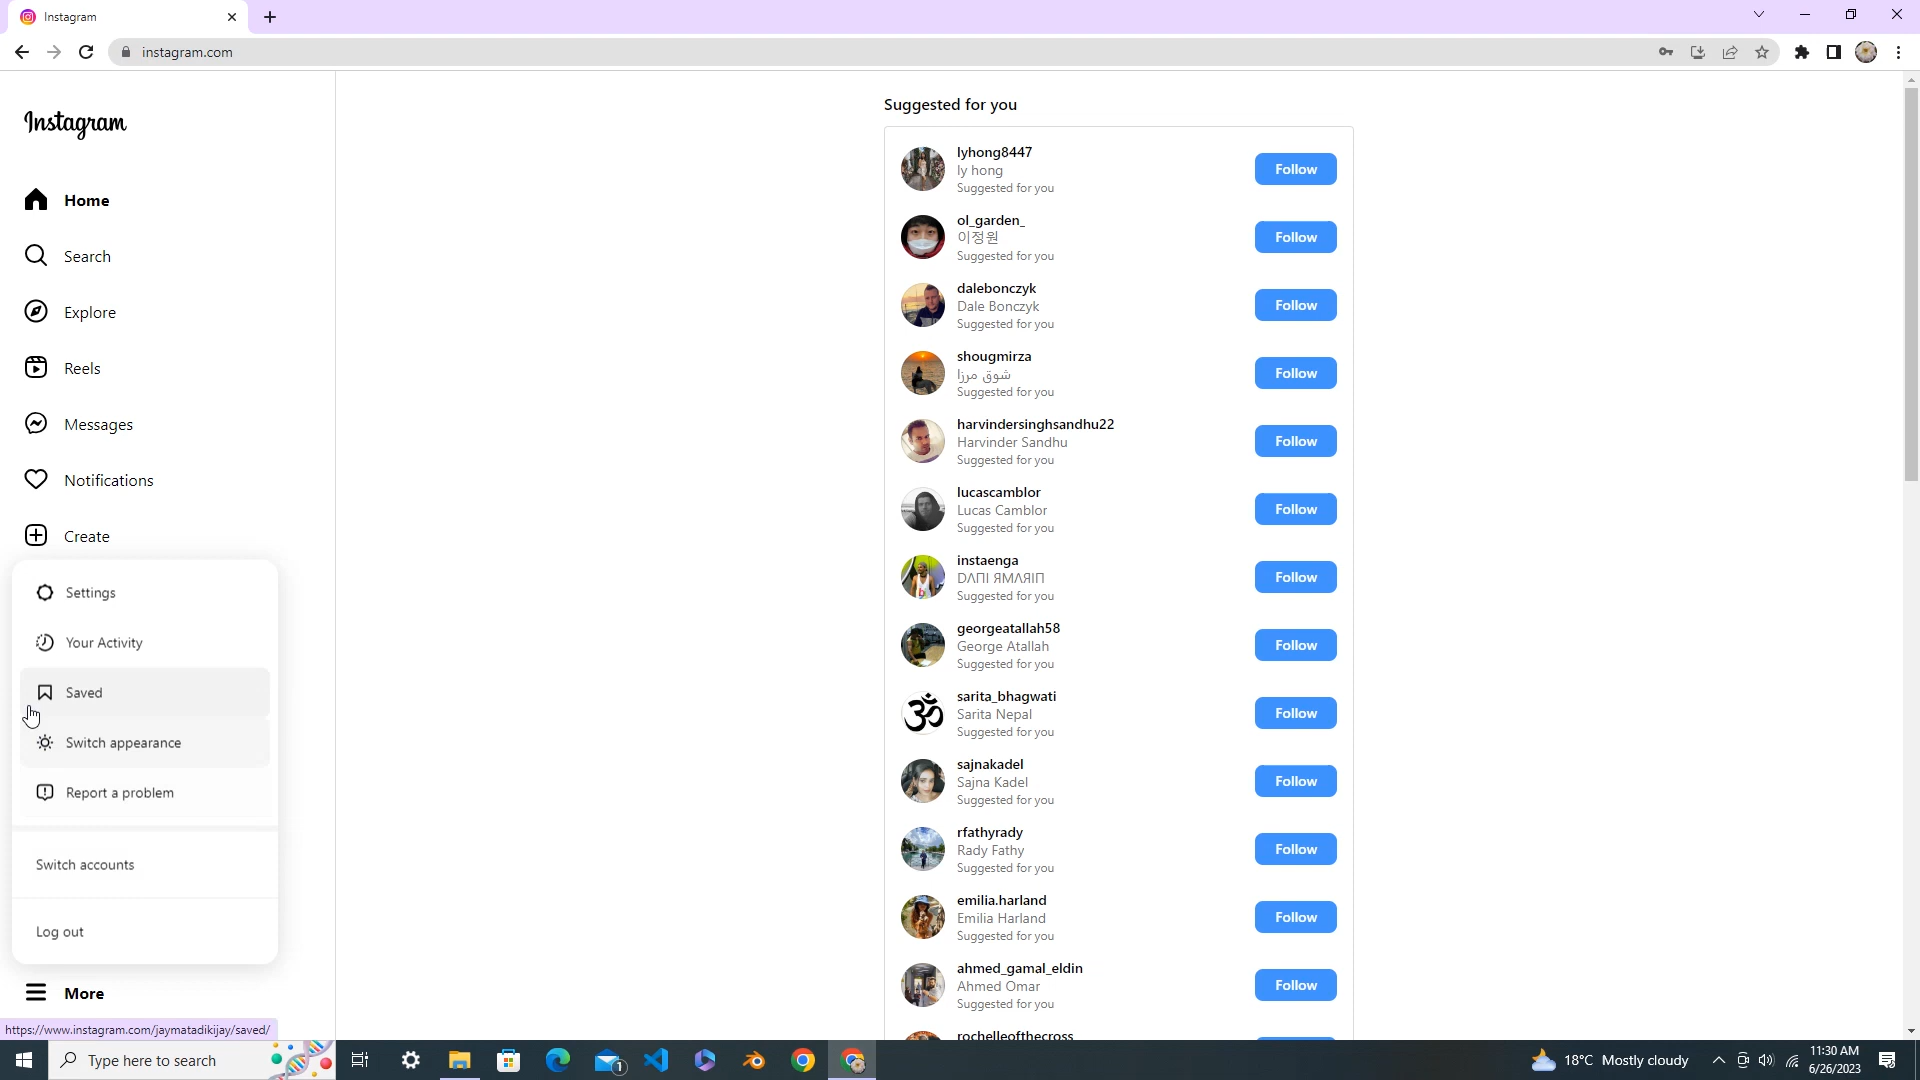 Instagram
instagram.com
Instagram
Home
Search
Explore
Reels
Messages
Notifications
Create
Settings
Your Activity
Saved
Switch appearance
Report a problem
Switch accounts
Log out
More
https://www.instagram.com/jaymatadikijay/saved/
Suggested for you
lyhong8447
ly hong
Suggested for you
Follow
ol_garden_
이정원
Suggested for you
Follow
dalebonczyk
Dale Bonczyk
Suggested for you
Follow
shougmirza
شوق مرزا
Suggested for you
Follow
harvindersinghsandhu22
Harvinder Sandhu
Suggested for you
Follow
lucascamblor
Lucas Camblor
Suggested for you
Follow
instaenga
DΛПI ЯMΛЯIП
Suggested for you
Follow
georgeatallah58
George Atallah
Suggested for you
Follow
sarita_bhagwati
Sarita Nepal
Suggested for you
Follow
ॐ
sajnakadel
Sajna Kadel
Suggested for you
Follow
rfathyrady
Rady Fathy
Suggested for you
Follow
emilia.harland
Emilia Harland
Suggested for you
Follow
ahmed_gamal_eldin
Ahmed Omar
Suggested for you
Follow
rochelleofthecross
Type here to search
1
18°C Mostly cloudy
11:30 AM
6/26/2023